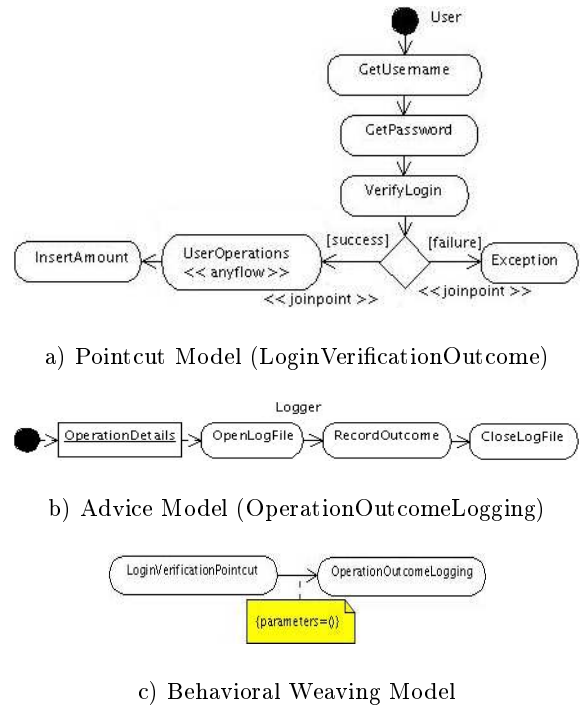 User
GetUsername
GetPassword
VerifyLogin
[success]
[failure]
InsertAmount
UserOperations
<< anyflow >>
Exception
<< joinpoint >>
<<joinpoint >>
a) Pointcut Model (LoginVerificationOutcome)
Logger
OperationDetails
OpenLogFile
RecordOutcome
CloseLogFile
b) Advice Model (OperationOutcomeLogging)
LoginVerificationPointcut
OperationOutcomeLogging
{parameters=()}
c) Behavioral Weaving Model